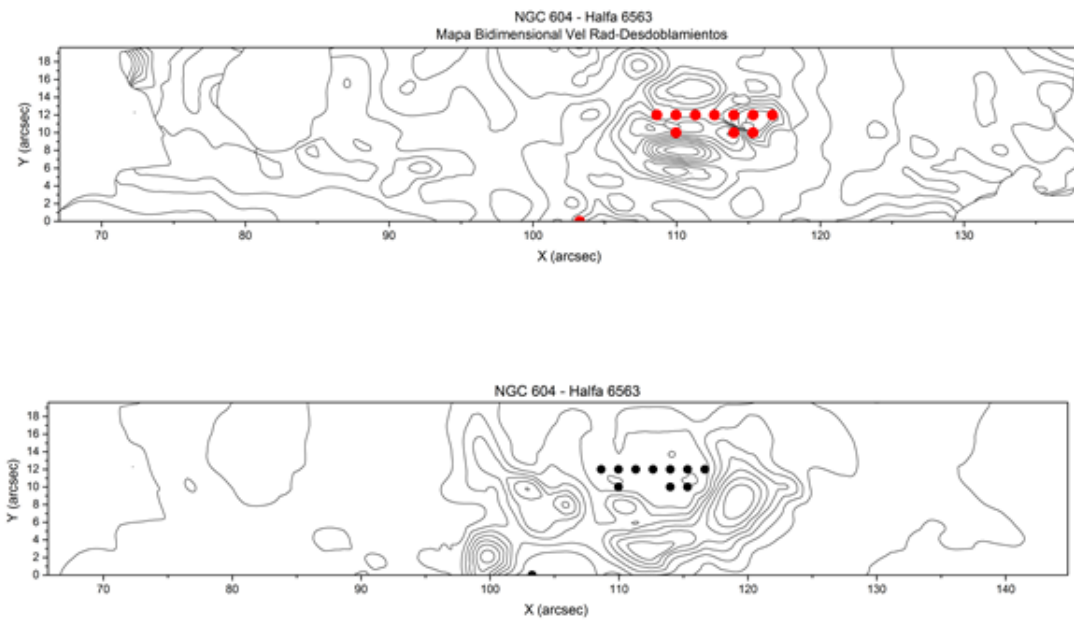 NGC 604 - Halfa 6563
Mapa Bidimensional Vel Rad-Desdoblamientos
Y (arcsec)
18
16
14
12
10
8
6
4
2
0
70 80 90 100 110 120 130
X (arcsec)
NGC 604 - Halfa 6563
Y (arcsec)
18
16
14
12
10
8
6
4
2
0
70 80 90 100 110 120 130 140
X (arcsec)